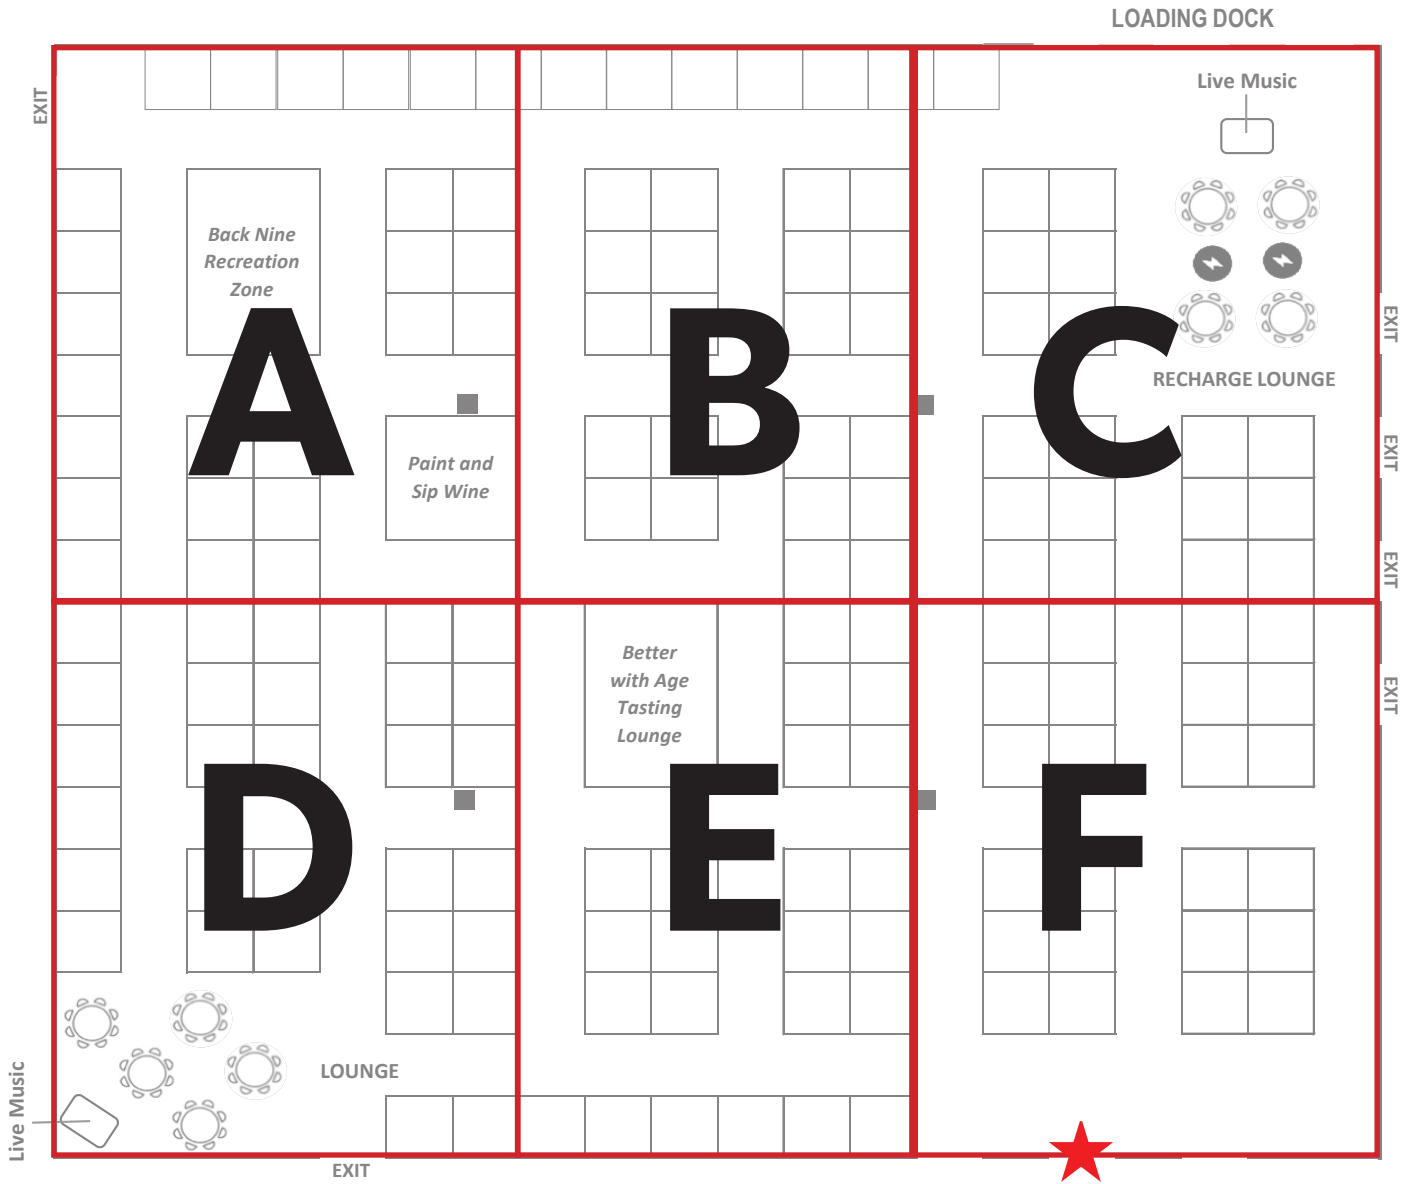 LOADING DOCK
Live Music
EXIT
Back Nine
Recreation
Zone
A
B
C
EXIT
RECHARGE LOUNGE
EXIT
Paint and
Sip Wine
EXIT
Better
with Age
Tasting
Lounge
EXIT
D
E
F
LOUNGE
Live Music
EXIT